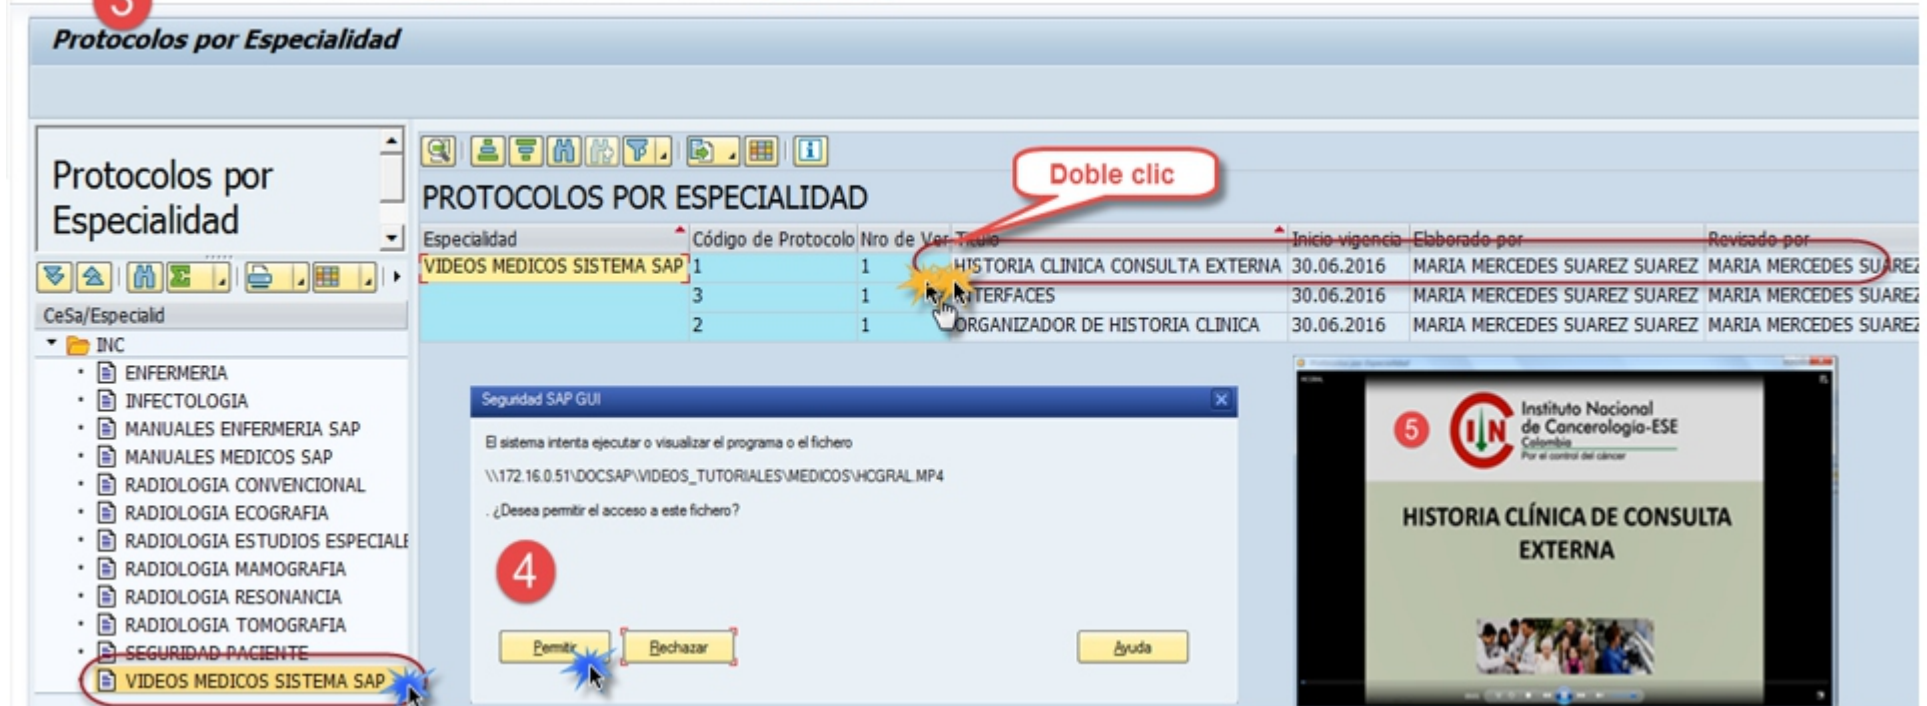 3
Protocolos por Especialidad
Protocolos por
Especialidad
CeSa/Especialid
INC
ENFERMERIA
INFECTOLOGIA
MANUALES ENFERMERIA SAP
MANUALES MEDICOS SAP
RADIOLOGIA CONVENCIONAL
RADIOLOGIA ECOGRAFIA
RADIOLOGIA ESTUDIOS ESPECIALE
RADIOLOGIA MAMOGRAFIA
RADIOLOGIA RESONANCIA
RADIOLOGIA TOMOGRAFIA
SEGURIDAD PACIENTE
VIDEOS MEDICOS SISTEMA SAP
Doble clic
PROTOCOLOS POR ESPECIALIDAD
Especialidad Código de Protocolo Nro de Ver Título Inicio vigencia Elaborado por Revisado por
VIDEOS MEDICOS SISTEMA SAP 1 1 HISTORIA CLINICA CONSULTA EXTERNA 30.06.2016 MARIA MERCEDES SUAREZ SUAREZ MARIA MERCEDES SUAREZ
3 1 INTERFACES 30.06.2016 MARIA MERCEDES SUAREZ SUAREZ MARIA MERCEDES SUAREZ
2 1 ORGANIZADOR DE HISTORIA CLINICA 30.06.2016 MARIA MERCEDES SUAREZ SUAREZ MARIA MERCEDES SUAREZ
Seguridad SAP GUI
El sistema intenta ejecutar o visualizar el programa o el fichero
\\172.16.0.51\DOCSAP\VIDEOS_TUTORIALES\MEDICOS\HCGRAL.MP4
. ¿Desea permitir el acceso a este fichero?
4
Permitir Rechazar Ayuda
5
Instituto Nacional
de Cancerología-ESE
Colombia
Por el control del cáncer
HISTORIA CLÍNICA DE CONSULTA
EXTERNA